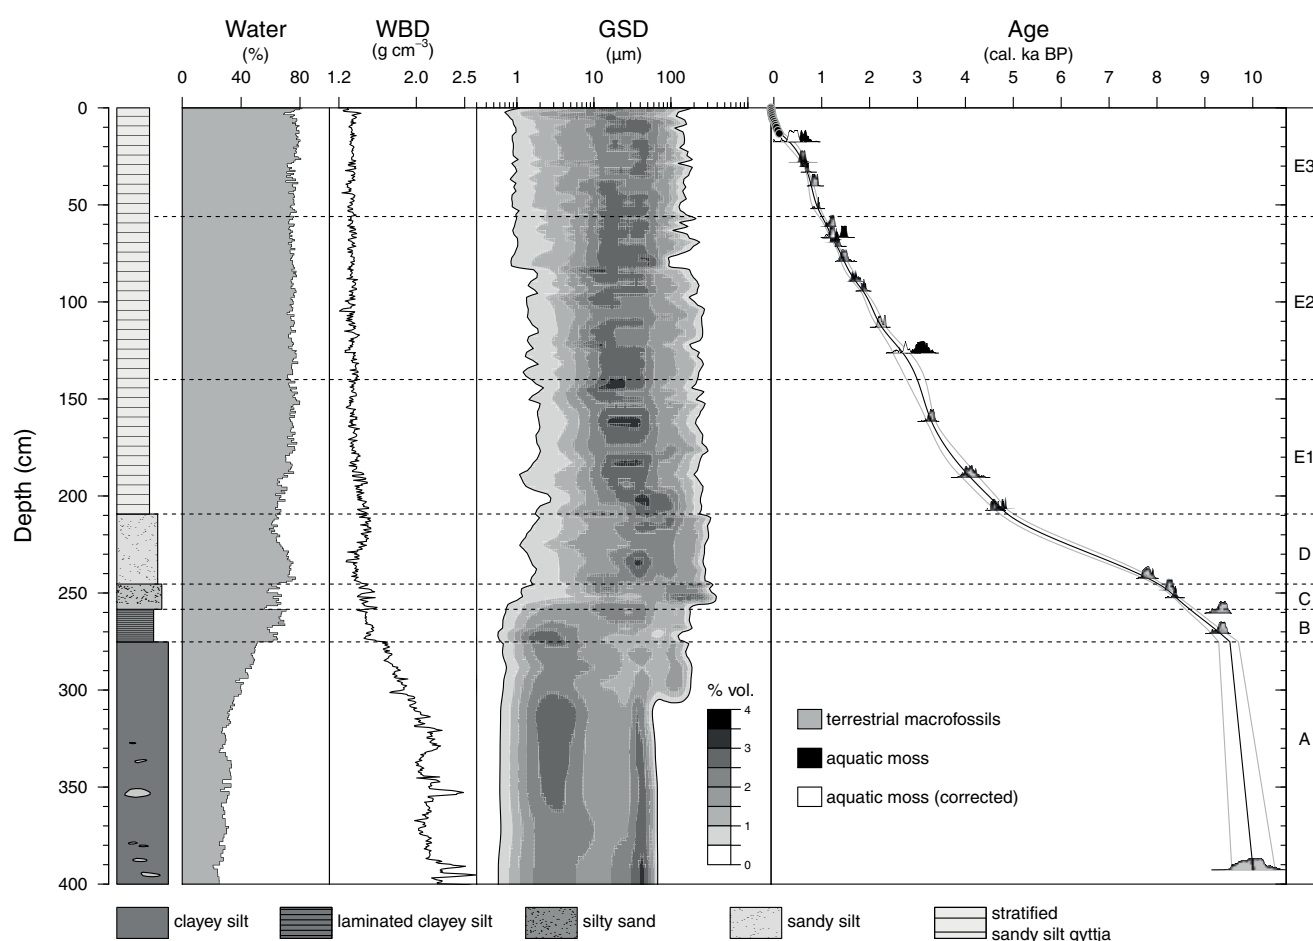 Water WBD GSD Age
(%) (g cm⁻³) (µm) (cal. ka BP)
0 40 80 1.2 2.0 2.5 1 10 100 0 1 2 3 4 5 6 7 8 9 10
Depth (cm)
0
50
100
150
200
250
300
350
400
E3
E2
E1
D
C
B
A
% vol.
4
3
2
1
0
terrestrial macrofossils
aquatic moss
aquatic moss (corrected)
clayey silt
laminated clayey silt
silty sand
sandy silt
stratified
sandy silt gyttja